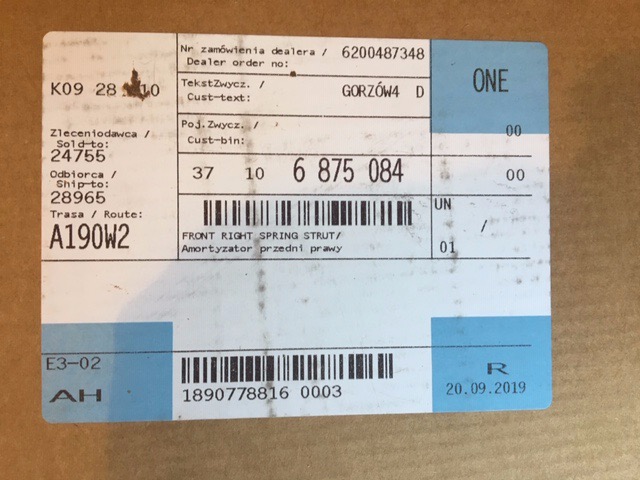 K09 28 10
Nr zamówienia dealera / 6200487348
Dealer order no:
ONE
TekstZwycz. / GORZÓW4 D
Cust-text:
00
Zleceniodawca /
Sold-to:
24755
Poj.Zwycz. /
Cust-bin:
Odbiorca /
Ship-to:
28965
37 10 6 875 084
00
Trasa / Route:
A190W2
UN
/
01
FRONT RIGHT SPRING STRUT/
Amortyzator przedni prawy
E3-02
AH
1890778816 0003
R
20.09.2019